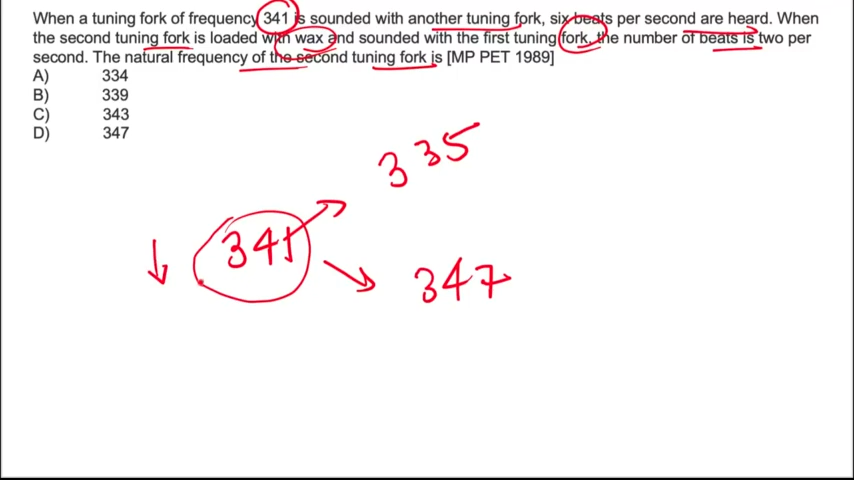 When a tuning fork of frequency 341 is sounded with another tuning fork, six beats per second are heard. When
the second tuning fork is loaded with wax and sounded with the first tuning fork, the number of beats is two per
second. The natural frequency of the second tuning fork is [MP PET 1989]
A) 334
B) 339
C) 343
D) 347
335
341
347